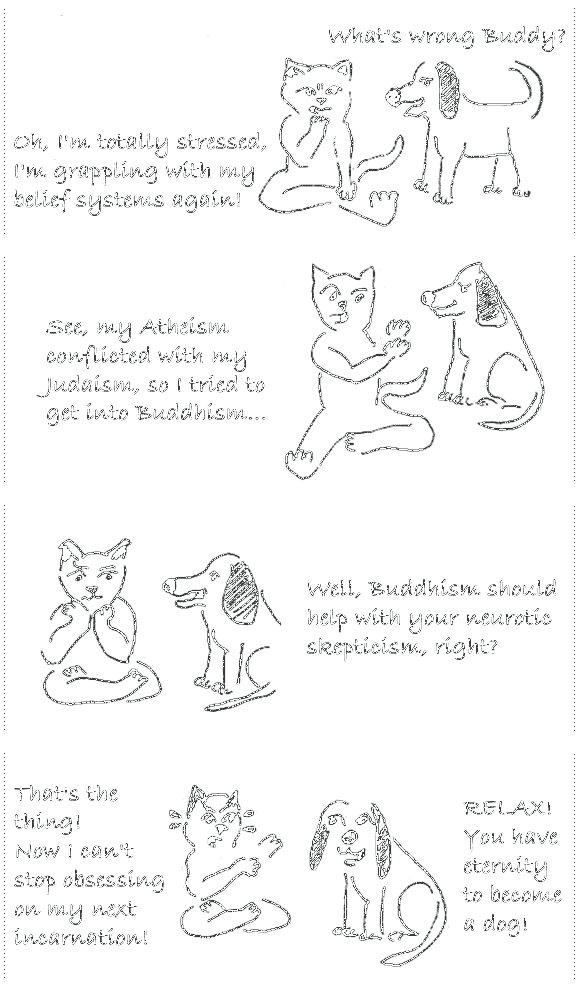 What's wrong Buddy?
Oh, I'm totally stressed,
I'm grappling with my
belief systems again!
See, my Atheism
conflicted with my
Judaism, so I tried to
get into Buddhism...
Well, Buddhism should
help with your neurotic
skepticism, right?
That's the
thing!
Now I can't
stop obsessing
on my next
incarnation!
RELAX!
You have
eternity
to become
a dog!